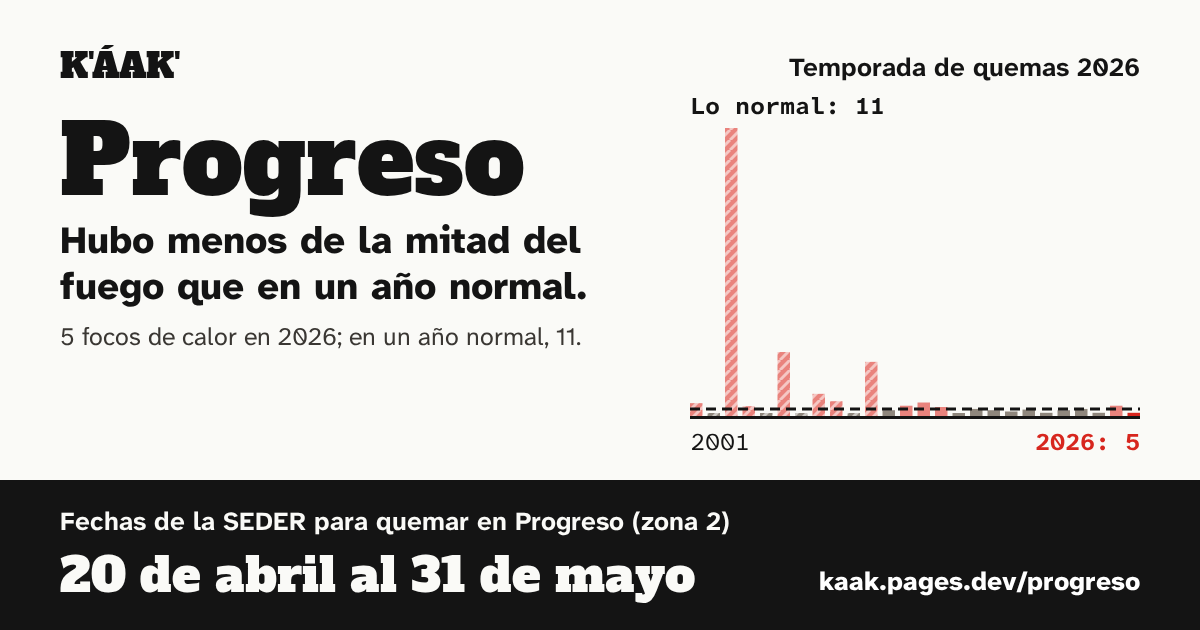 K'ÁAK'
Progreso
Hubo menos de la mitad del
fuego que en un año normal.
5 focos de calor en 2026; en un año normal, 11.
Temporada de quemas 2026
Lo normal: 11
2001
2026: 5
Fechas de la SEDER para quemar en Progreso (zona 2)
20 de abril al 31 de mayo
kaak.pages.dev/progreso